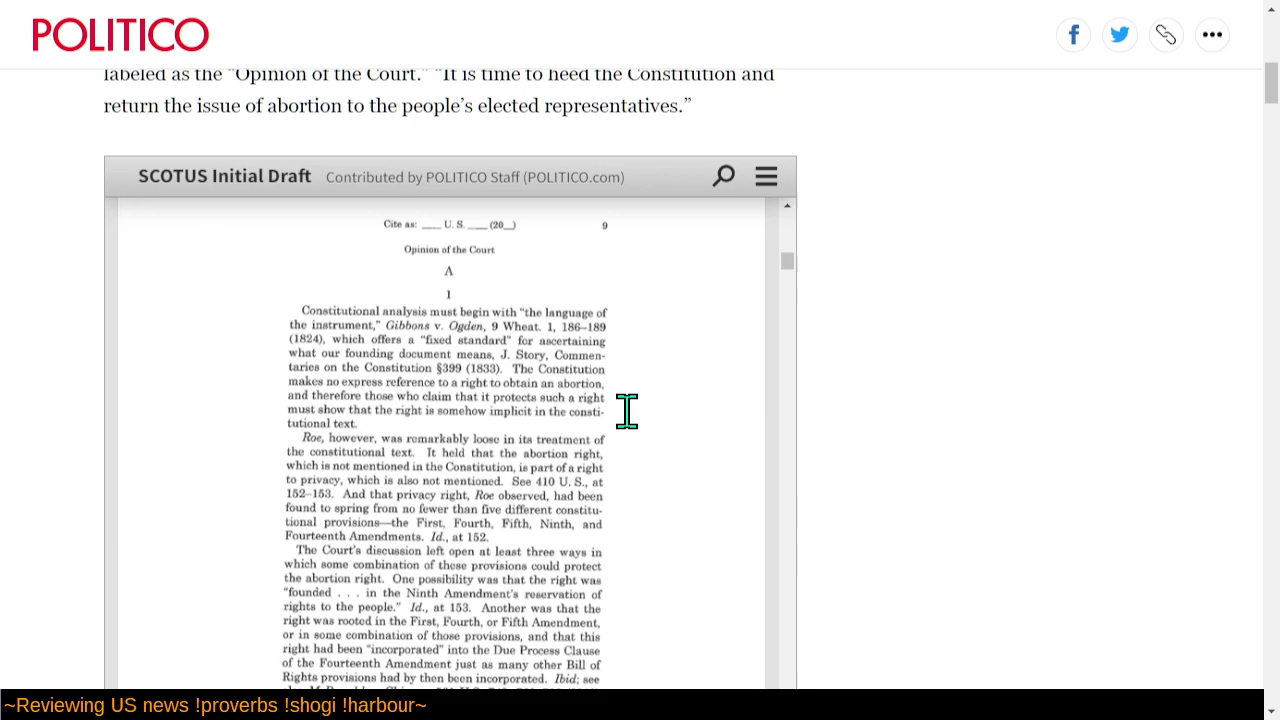 POLITICO
labeled as the “Opinion of the Court.” “It is time to heed the Constitution and
return the issue of abortion to the people’s elected representatives.”
SCOTUS Initial Draft Contributed by POLITICO Staff (POLITICO.com)
Cite as: ___ U. S. ___ (20__) 9
Opinion of the Court
A
1
Constitutional analysis must begin with “the language of
the instrument,” Gibbons v. Ogden, 9 Wheat. 1, 186–189
(1824), which offers a “fixed standard” for ascertaining
what our founding document means, J. Story, Commen-
taries on the Constitution §399 (1833). The Constitution
makes no express reference to a right to obtain an abortion,
and therefore those who claim that it protects such a right
must show that the right is somehow implicit in the consti-
tutional text.
Roe, however, was remarkably loose in its treatment of
the constitutional text. It held that the abortion right,
which is not mentioned in the Constitution, is part of a right
to privacy, which is also not mentioned. See 410 U. S., at
152–153. And that privacy right, Roe observed, had been
found to spring from no fewer than five different constitu-
tional provisions—the First, Fourth, Fifth, Ninth, and
Fourteenth Amendments. Id., at 152.
The Court’s discussion left open at least three ways in
which some combination of these provisions could protect
the abortion right. One possibility was that the right was
“founded . . . in the Ninth Amendment’s reservation of
rights to the people.” Id., at 153. Another was that the
right was rooted in the First, Fourth, or Fifth Amendment,
or in some combination of those provisions, and that this
right had been “incorporated” into the Due Process Clause
of the Fourteenth Amendment just as many other Bill of
Rights provisions had by then been incorporated. Ibid; see
~Reviewing US news !proverbs !shogi !harbour~